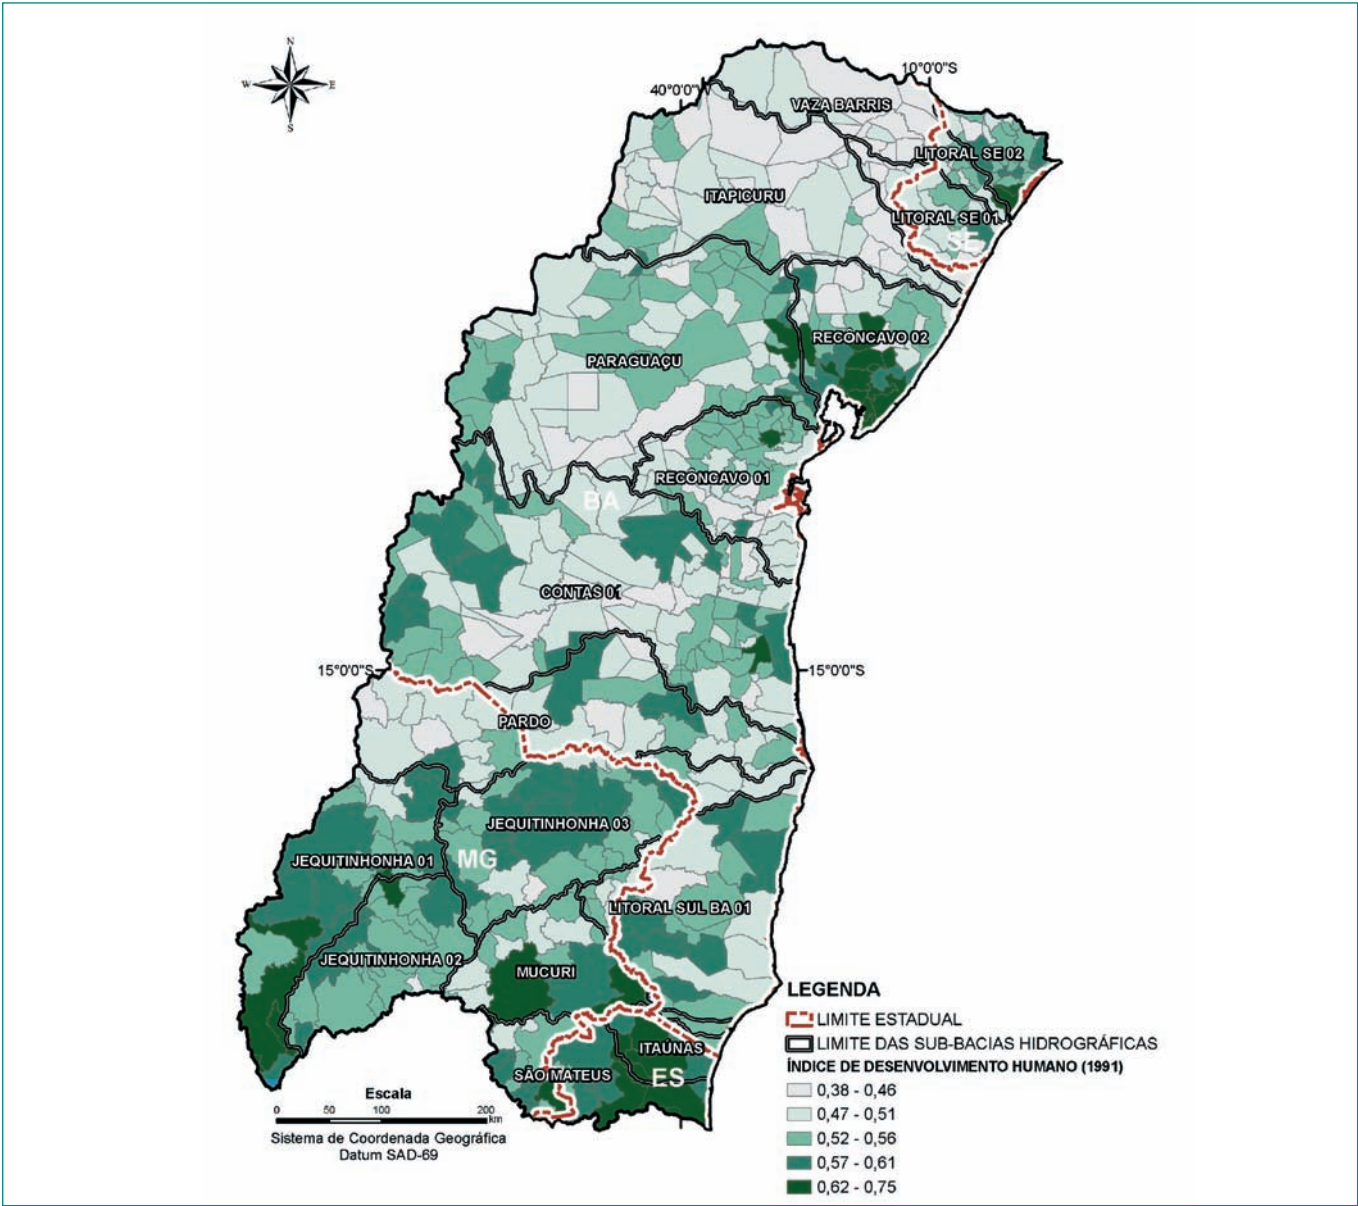 N
W E
S
10°0'0"S
40°0'0"W
VAZA BARRIS
LITORAL SE 02
ITAPICURU
LITORAL SE 01
SE
RECÔNCAVO 02
PARAGUAÇU
RECÔNCAVO 01
BA
CONTAS 01
15°0'0"S
15°0'0"S
PARDO
JEQUITINHONHA 03
JEQUITINHONHA 01
MG
LITORAL SUL BA 01
JEQUITINHONHA 02
MUCURI
ITAÚNAS
SÃO MATEUS
ES
LEGENDA
LIMITE ESTADUAL
LIMITE DAS SUB-BACIAS HIDROGRÁFICAS
ÍNDICE DE DESENVOLVIMENTO HUMANO (1991)
0,38 - 0,46
0,47 - 0,51
0,52 - 0,56
0,57 - 0,61
0,62 - 0,75
Escala
0 50 100 200
km
Sistema de Coordenada Geográfica
Datum SAD-69